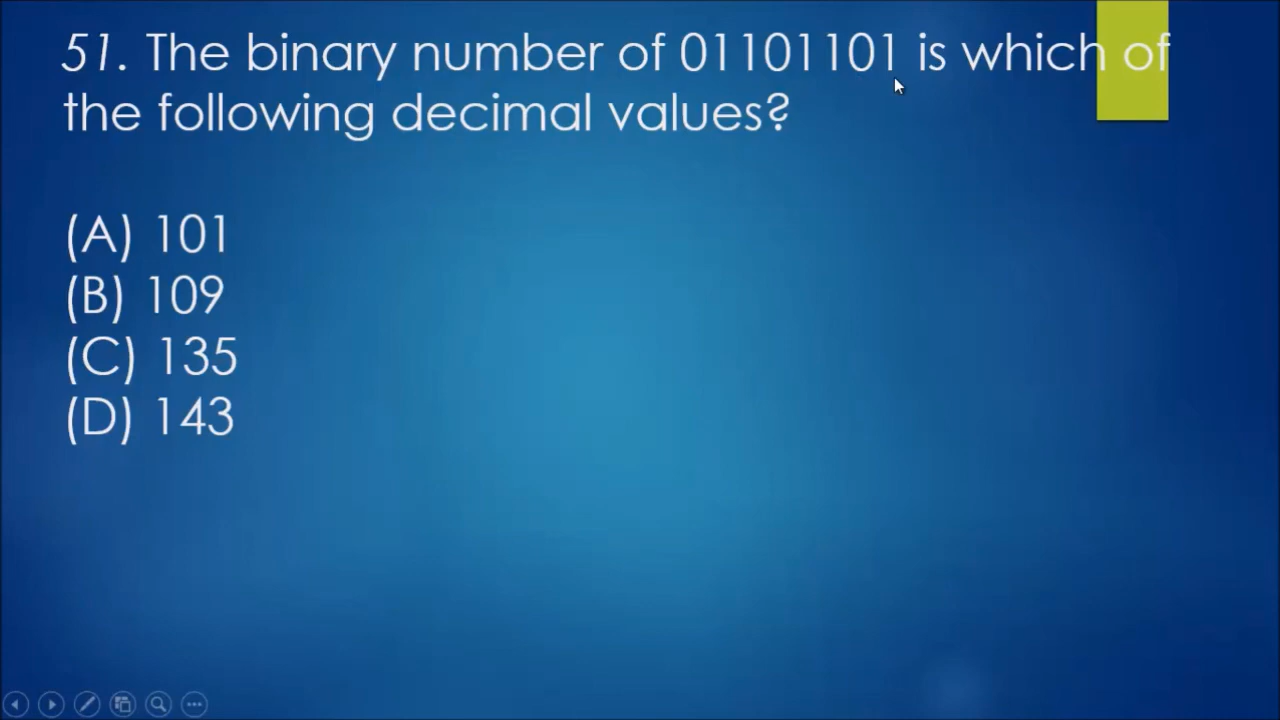 51. The binary number of 01101101 is which of
the following decimal values?
(A) 101
(B) 109
(C) 135
(D) 143